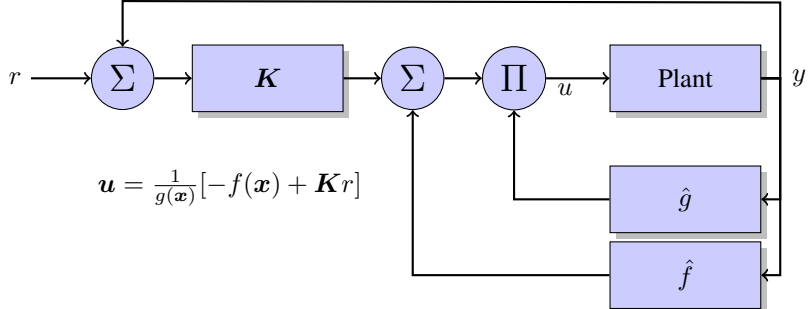 r ∑ K ∑ ∏ u Plant y
u = 1/g(x) [−f(x) + Kr]
ĝ
f̂